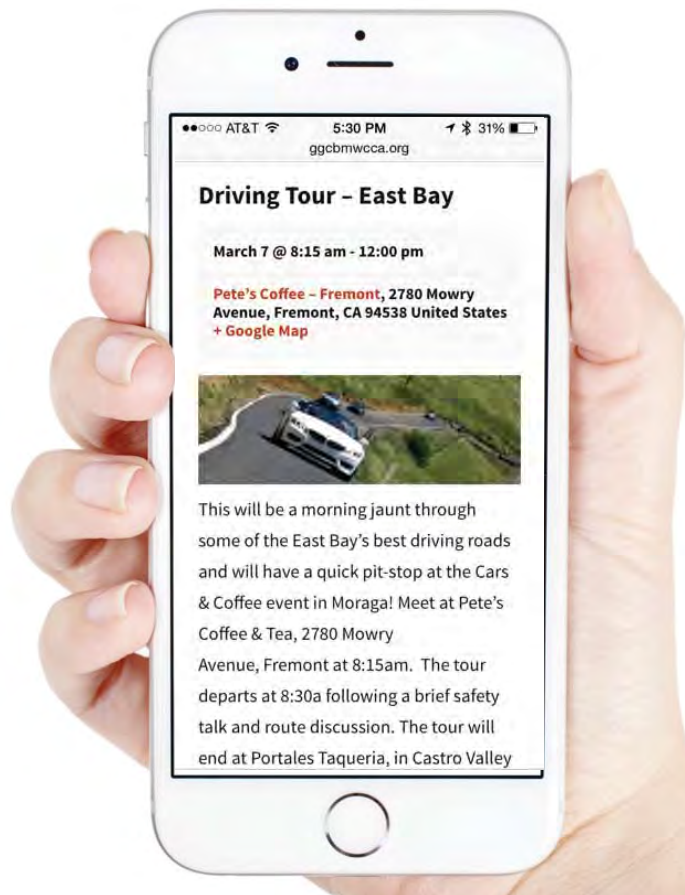 AT&T 5:30 PM 31%
ggcbmwcca.org
Driving Tour – East Bay
March 7 @ 8:15 am - 12:00 pm
Pete's Coffee – Fremont, 2780 Mowry
Avenue, Fremont, CA 94538 United States
+ Google Map
This will be a morning jaunt through
some of the East Bay's best driving roads
and will have a quick pit-stop at the Cars
& Coffee event in Moraga! Meet at Pete's
Coffee & Tea, 2780 Mowry
Avenue, Fremont at 8:15am.  The tour
departs at 8:30a following a brief safety
talk and route discussion. The tour will
end at Portales Taqueria, in Castro Valley